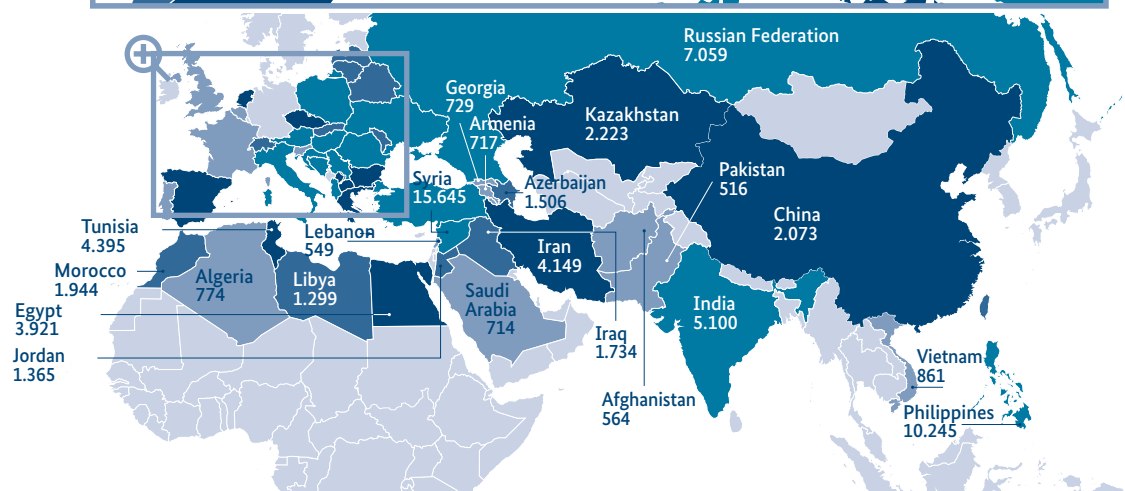 Russian Federation
7.059
Georgia
729
Armenia
717
Kazakhstan
2.223
Pakistan
516
Syria
15.645
Azerbaijan
1.506
China
2.073
Tunisia
4.395
Lebanon
549
Iran
4.149
Morocco
1.944
Algeria
774
Libya
1.299
Saudi
Arabia
714
India
5.100
Egypt
3.921
Iraq
1.734
Jordan
1.365
Vietnam
861
Afghanistan
564
Philippines
10.245